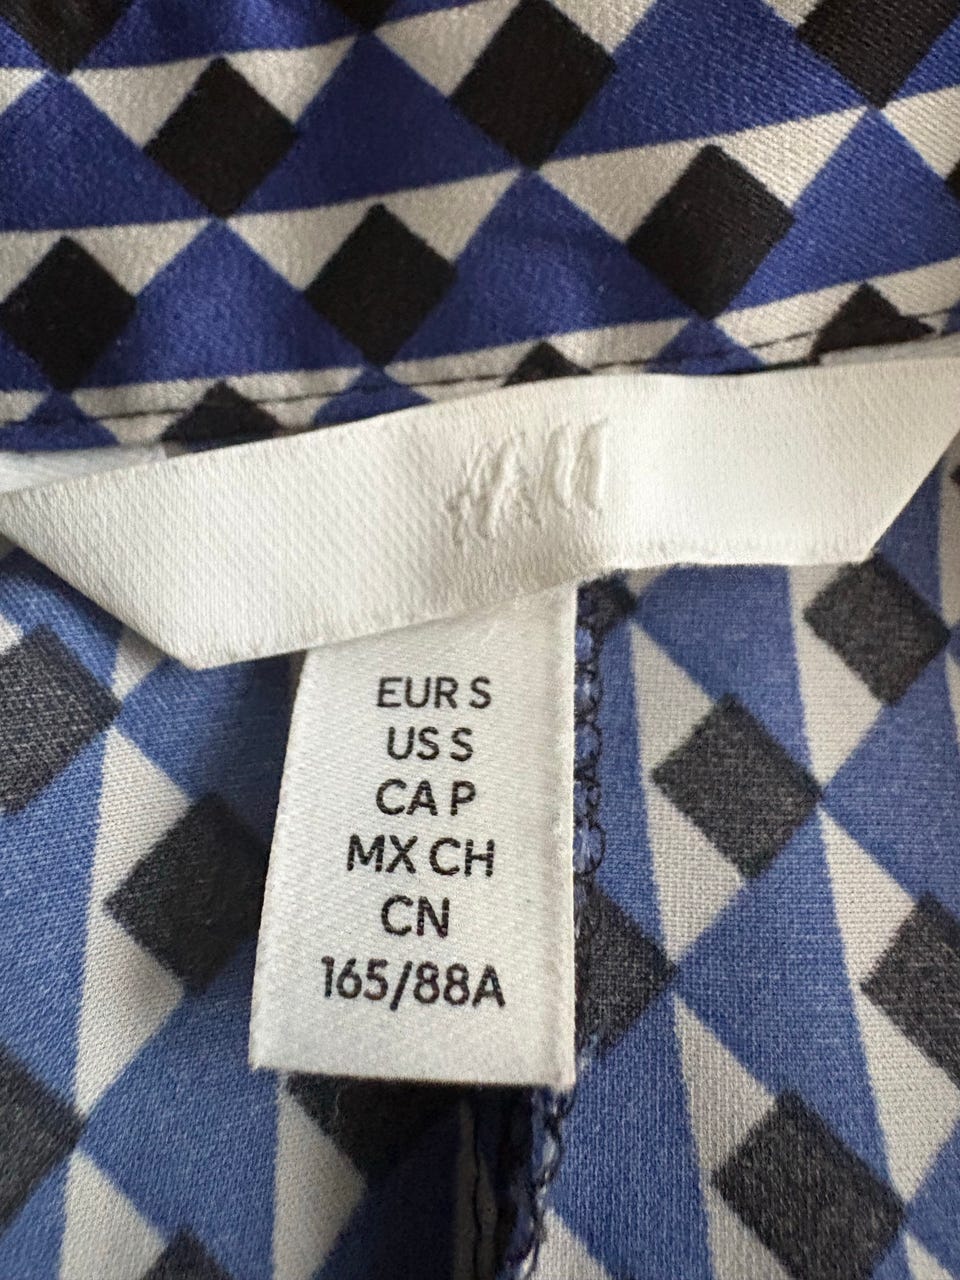 H&M
EUR S
US S
CA P
MX CH
CN
165/88A